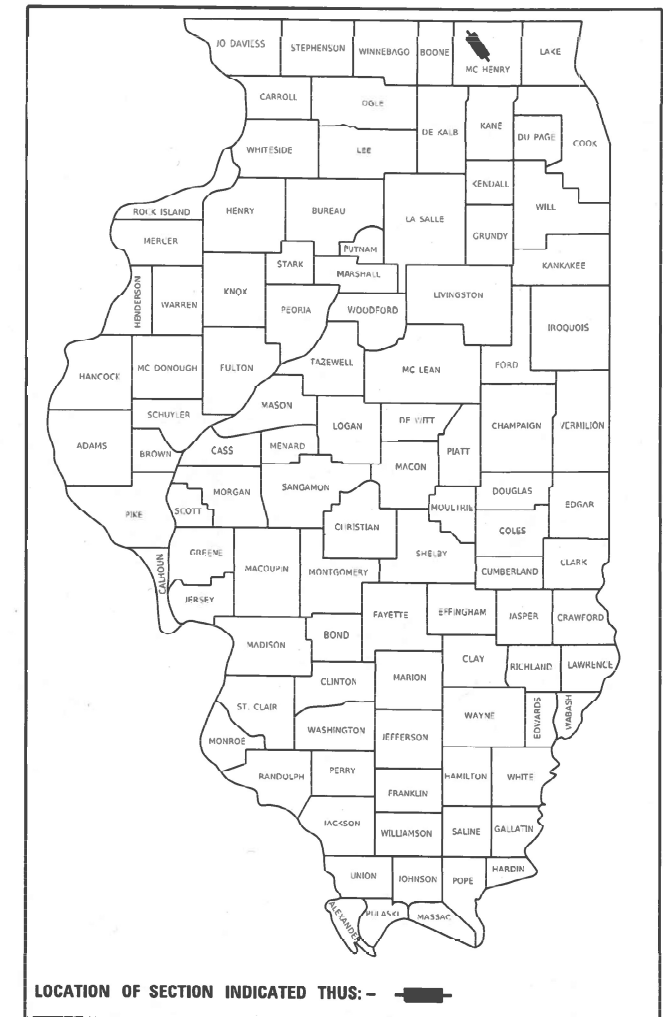 JO DAVIESS
STEPHENSON
WINNEBAGO
BOONE
MC HENRY
LAKE
CARROLL
OGLE
DE KALB
KANE
DU PAGE
COOK
WHITESIDE
LEE
KENDALL
ROCK ISLAND
HENRY
BUREAU
LA SALLE
WILL
GRUNDY
MERCER
PUTNAM
STARK
MARSHALL
KANKAKEE
HENDERSON
WARREN
KNOX
PEORIA
WOODFORD
LIVINGSTON
IROQUOIS
HANCOCK
MC DONOUGH
FULTON
TAZEWELL
MC LEAN
FORD
SCHUYLER
MASON
LOGAN
DE WITT
CHAMPAIGN
VERMILION
ADAMS
BROWN
CASS
MENARD
MACON
PIATT
PIKE
SCOTT
MORGAN
SANGAMON
CHRISTIAN
MOULTRIE
DOUGLAS
EDGAR
COLES
CALHOUN
GREENE
MACOUPIN
MONTGOMERY
SHELBY
CUMBERLAND
CLARK
JERSEY
FAYETTE
EFFINGHAM
JASPER
CRAWFORD
MADISON
BOND
CLAY
RICHLAND
LAWRENCE
CLINTON
MARION
ST. CLAIR
WASHINGTON
JEFFERSON
WAYNE
EDWARDS
WABASH
MONROE
RANDOLPH
PERRY
FRANKLIN
HAMILTON
WHITE
JACKSON
WILLIAMSON
SALINE
GALLATIN
UNION
JOHNSON
POPE
HARDIN
ALEXANDER
PULASKI
MASSAC
LOCATION OF SECTION INDICATED THUS: -